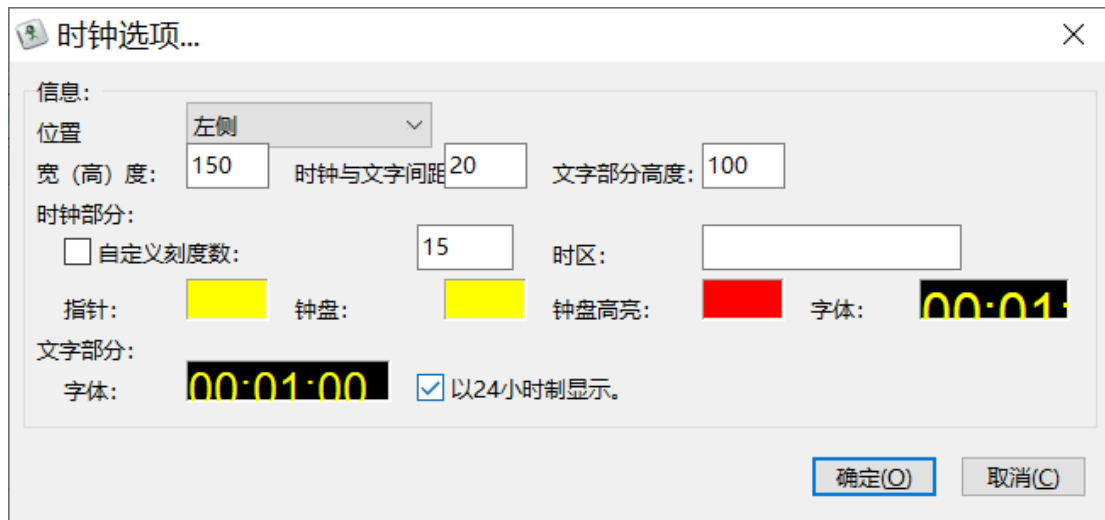 时钟选项...
信息：
位置 左侧
宽（高）度： 150 时钟与文字间距 20 文字部分高度： 100
时钟部分：
自定义刻度数： 15 时区：
指针： 钟盘： 钟盘高亮： 字体： 00:01:
文字部分：
字体： 00:01:00 以24小时制显示。
确定(O) 取消(C)